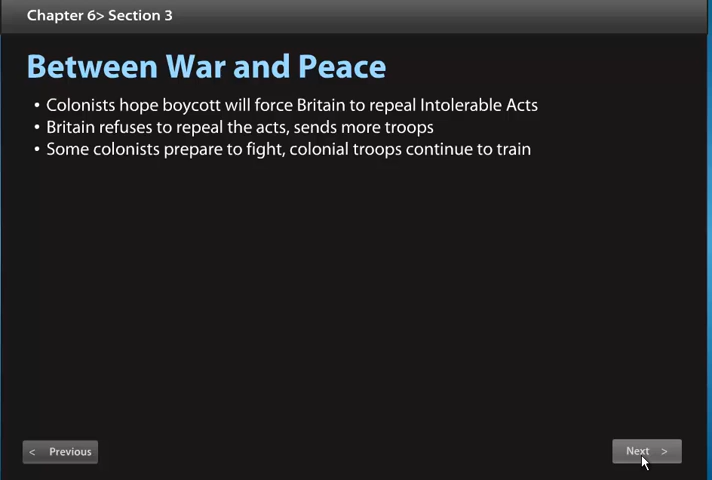 Chapter 6> Section 3
Between War and Peace
• Colonists hope boycott will force Britain to repeal Intolerable Acts
• Britain refuses to repeal the acts, sends more troops
• Some colonists prepare to fight, colonial troops continue to train
< Previous
Next >